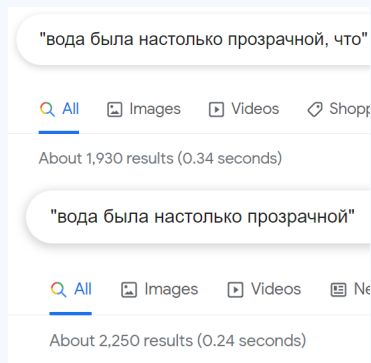 "вода была настолько прозрачной, что"
All Images Videos Shopp
About 1,930 results (0.34 seconds)
"вода была настолько прозрачной"
All Images Videos Ne
About 2,250 results (0.24 seconds)